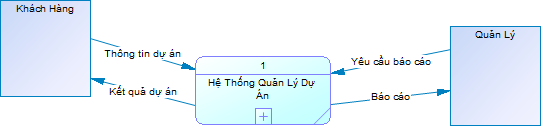 Khách Hàng
Thông tin dự án
Kết quả dự án
1
Hệ Thống Quản Lý Dự
Án
Yêu cầu báo cáo
Báo cáo
Quản Lý